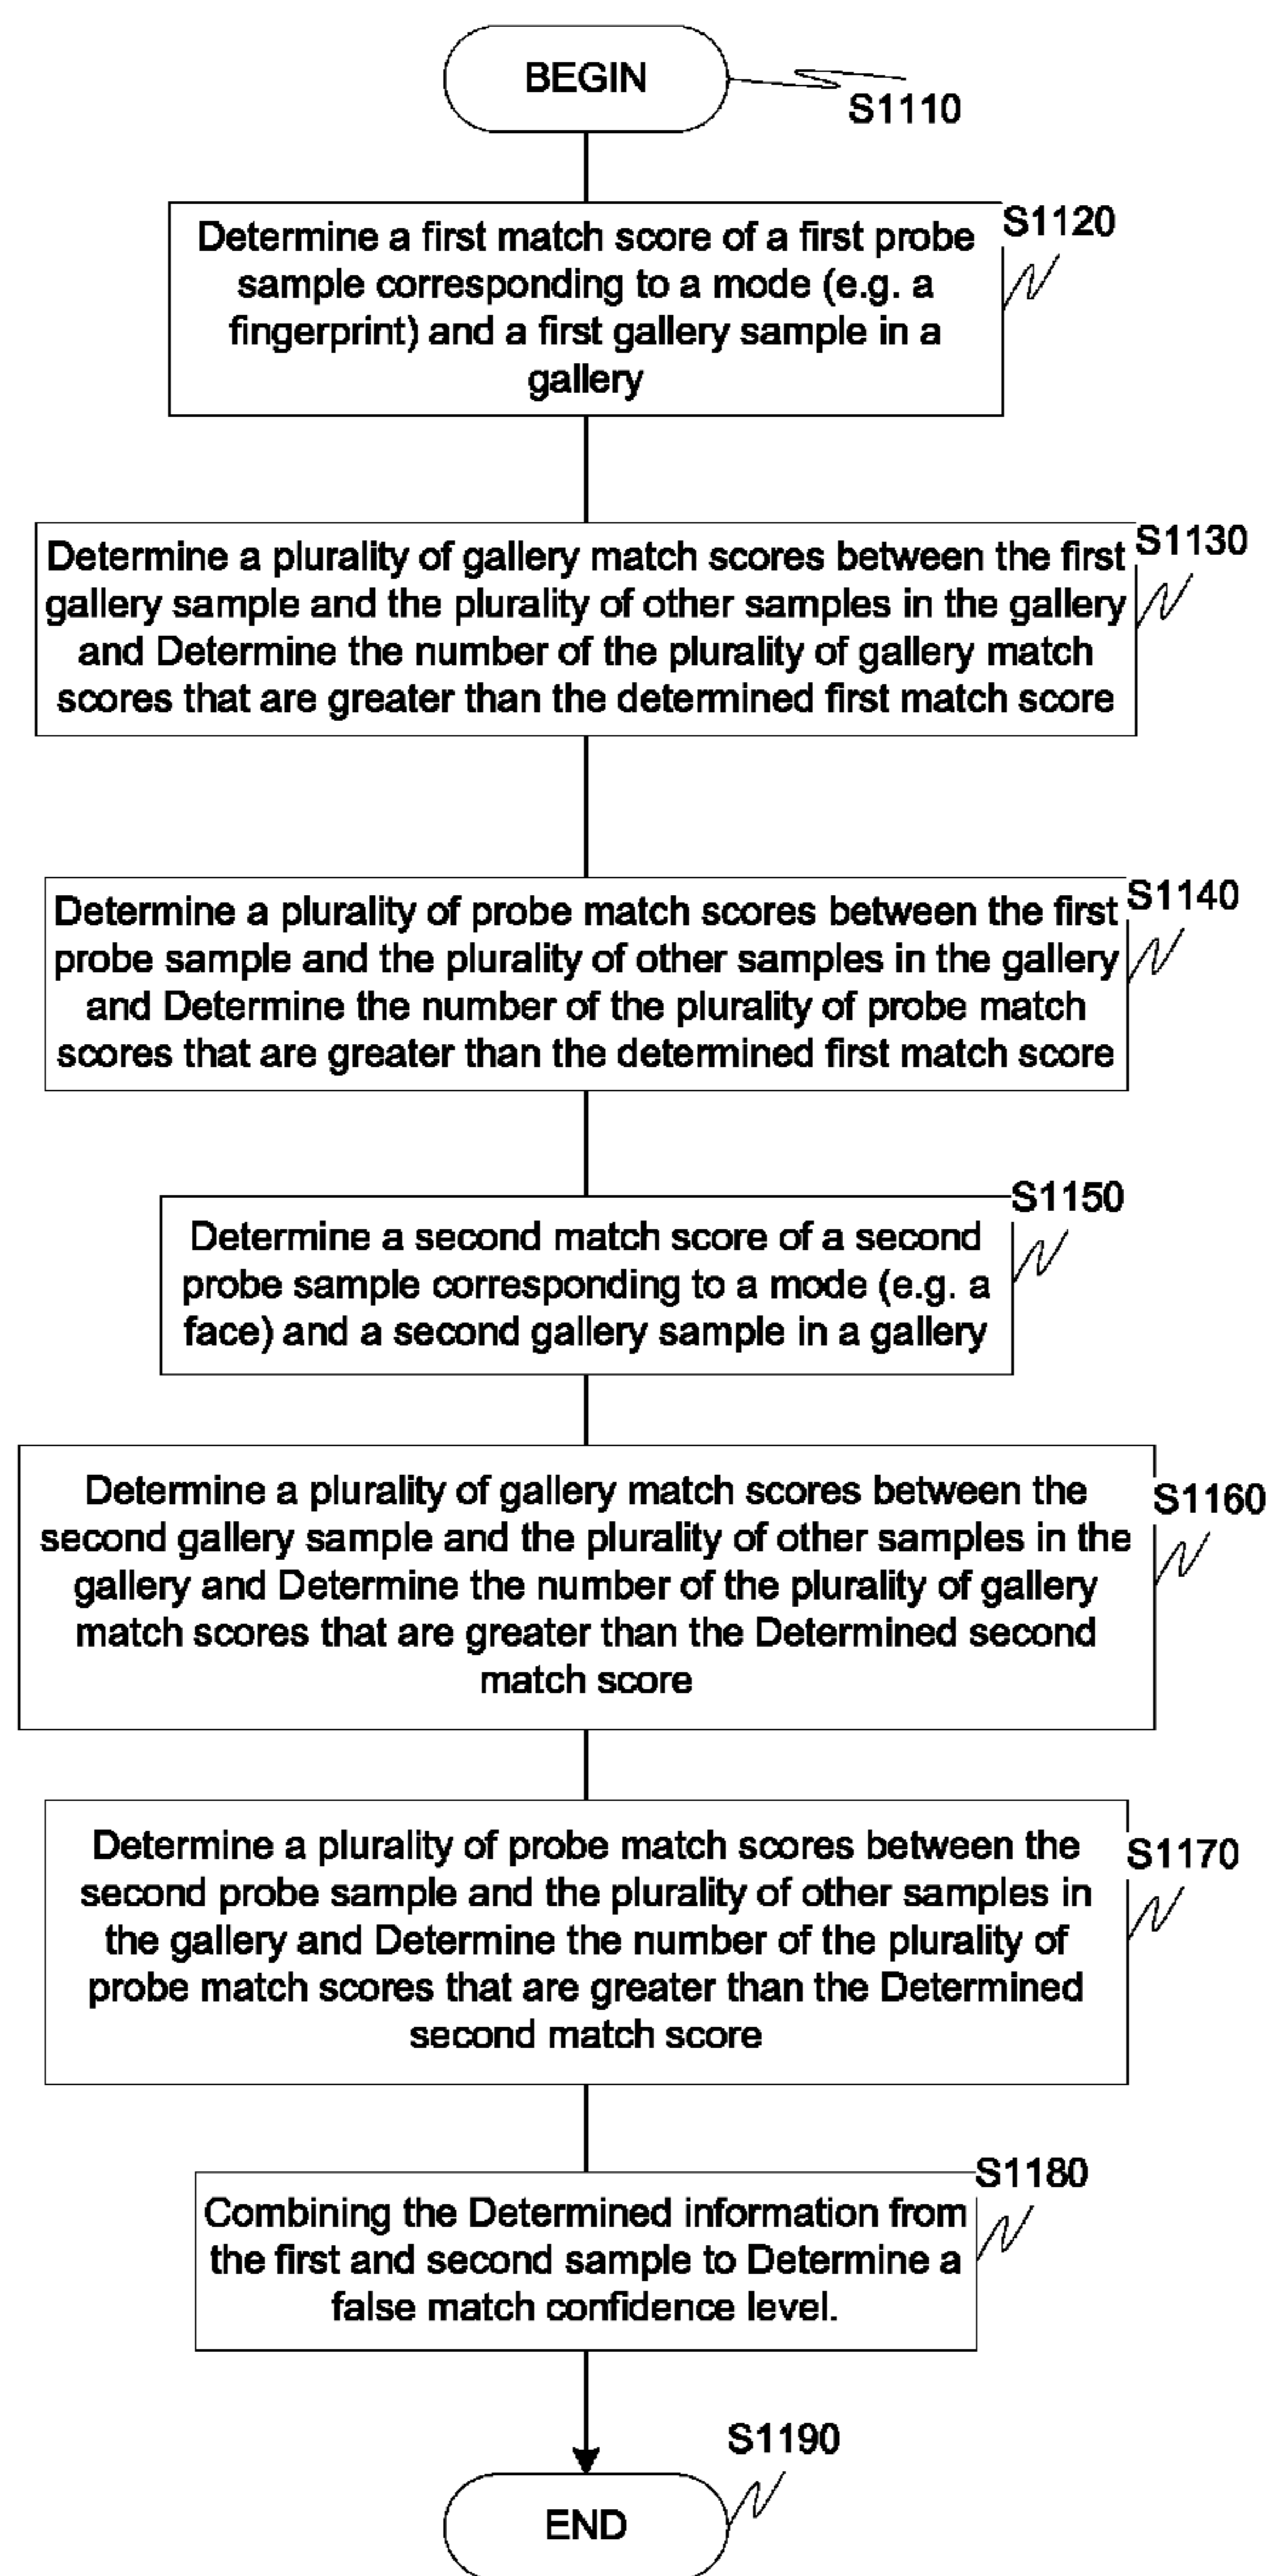 BEGIN
S1110
Determine a first match score of a first probe
sample corresponding to a mode (e.g. a
fingerprint) and a first gallery sample in a
gallery
S1120
Determine a plurality of gallery match scores between the first
gallery sample and the plurality of other samples in the gallery
and Determine the number of the plurality of gallery match
scores that are greater than the determined first match score
S1130
Determine a plurality of probe match scores between the first
probe sample and the plurality of other samples in the gallery
and Determine the number of the plurality of probe match
scores that are greater than the determined first match score
S1140
Determine a second match score of a second
probe sample corresponding to a mode (e.g. a
face) and a second gallery sample in a gallery
S1150
Determine a plurality of gallery match scores between the
second gallery sample and the plurality of other samples in the
gallery and Determine the number of the plurality of gallery
match scores that are greater than the Determined second
match score
S1160
Determine a plurality of probe match scores between the
second probe sample and the plurality of other samples in
the gallery and Determine the number of the plurality of
probe match scores that are greater than the Determined
second match score
S1170
Combining the Determined information from
the first and second sample to Determine a
false match confidence level.
S1180
END
S1190